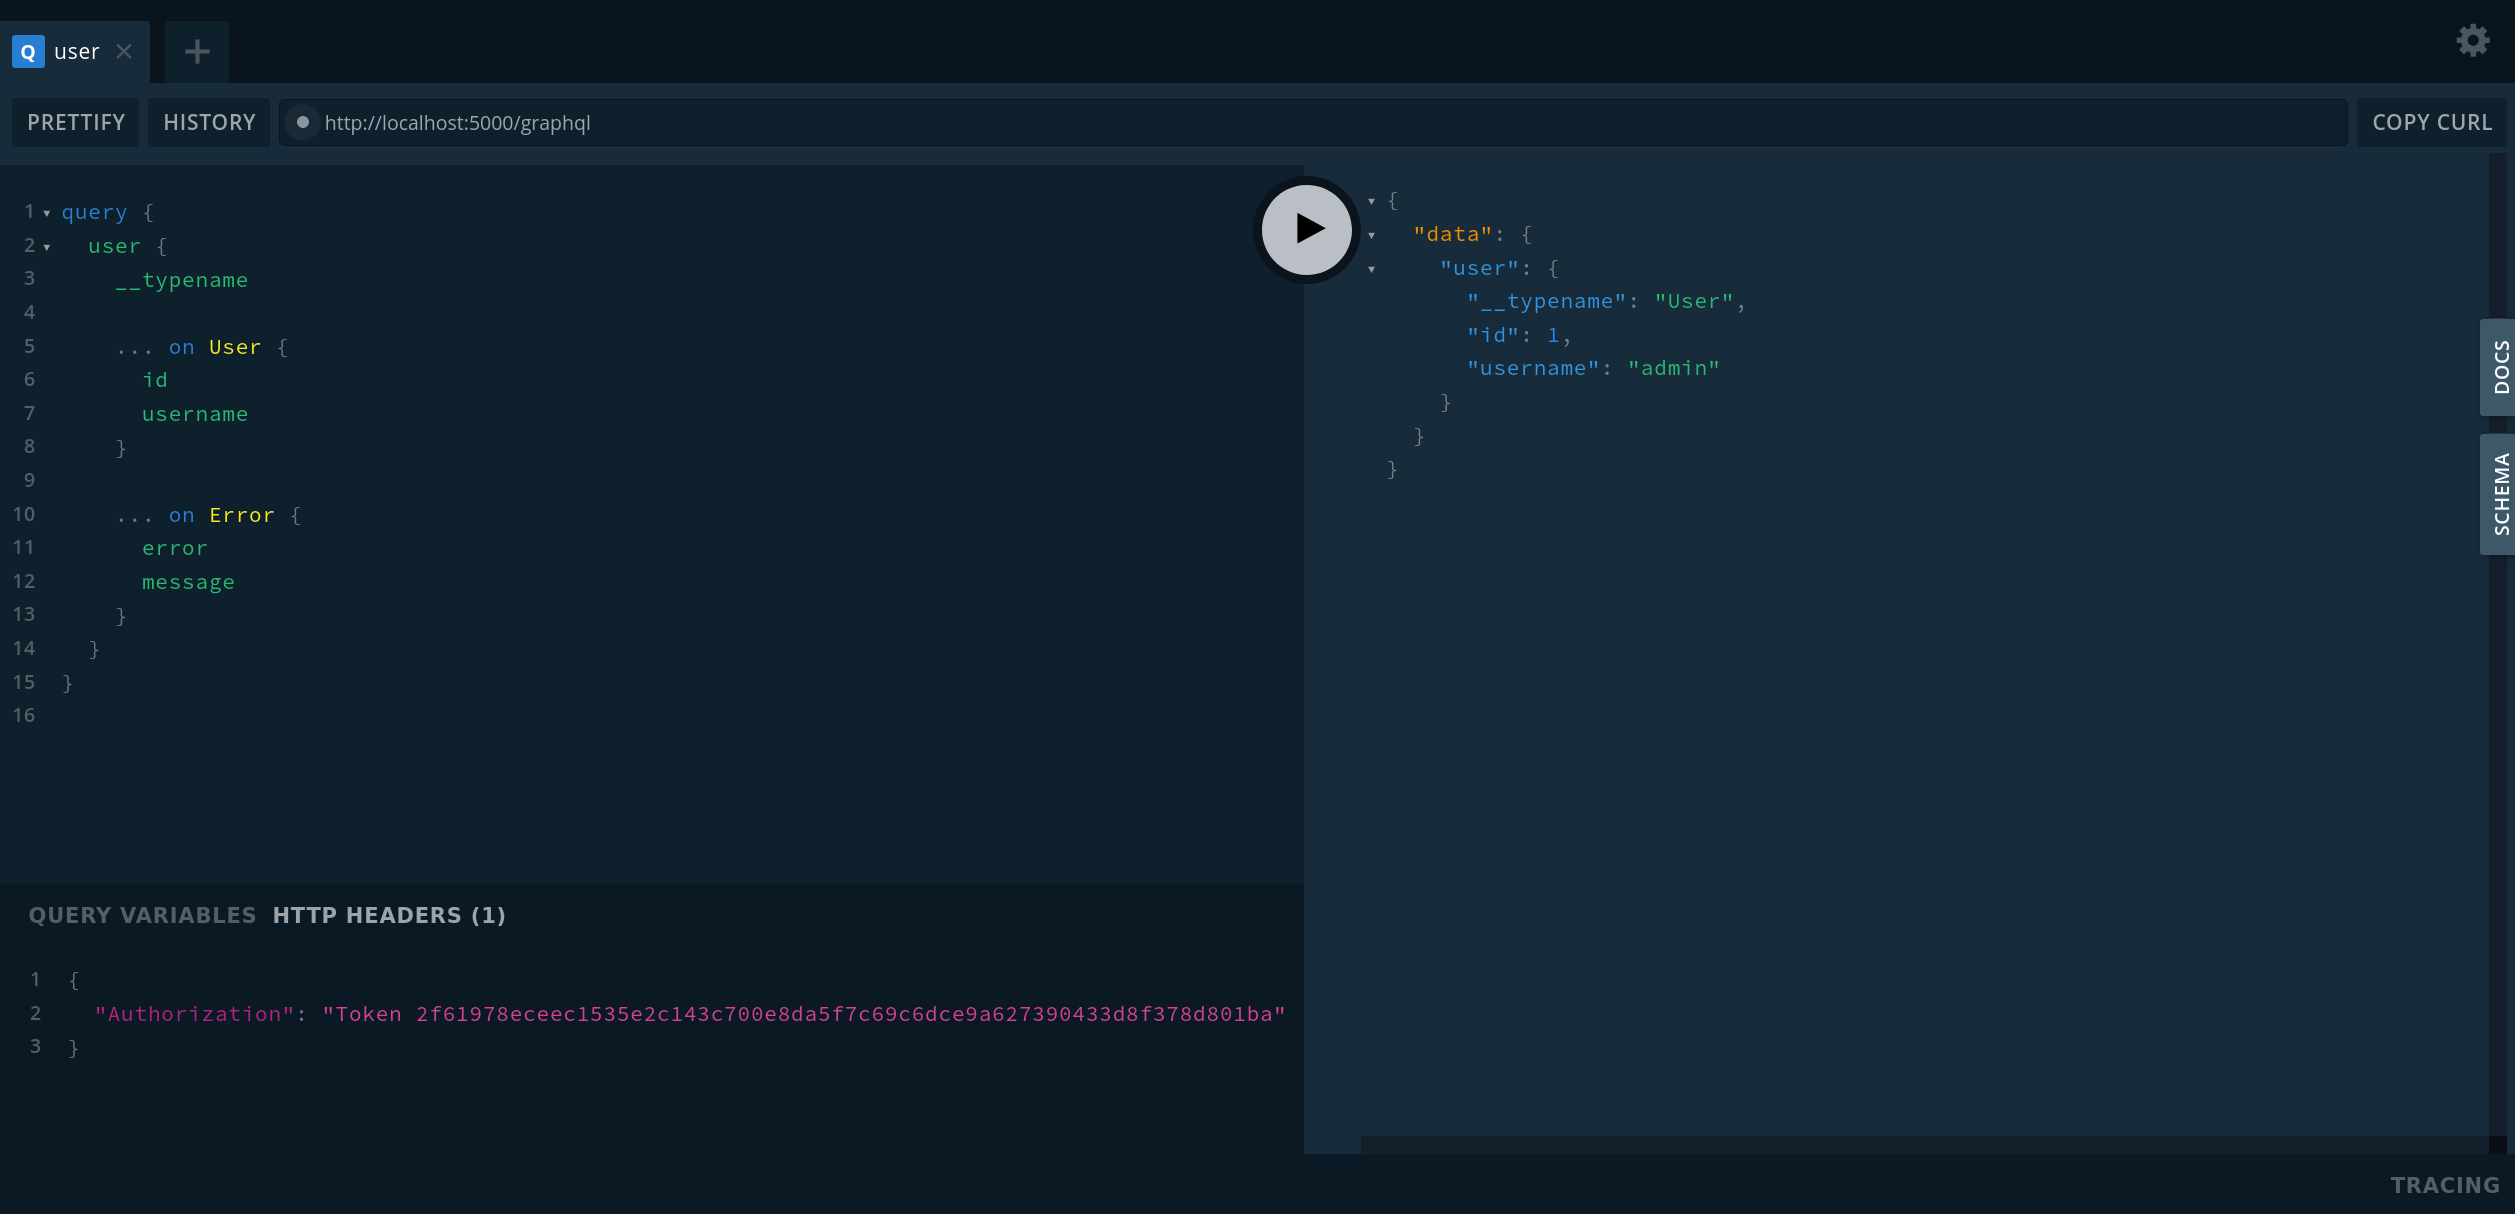 Q user
PRETTIFY HISTORY http://localhost:5000/graphql COPY CURL
1 query {
2 user {
3 __typename
4
5 ... on User {
6 id
7 username
8 }
9
10 ... on Error {
11 error
12 message
13 }
14 }
15 }
16
{
"data": {
"user": {
"__typename": "User",
"id": 1,
"username": "admin"
}
}
}
DOCS
SCHEMA
QUERY VARIABLES HTTP HEADERS (1)
1 {
2 "Authorization": "Token 2f61978eceec1535e2c143c700e8da5f7c69c6dce9a627390433d8f378d801ba"
3 }
TRACING